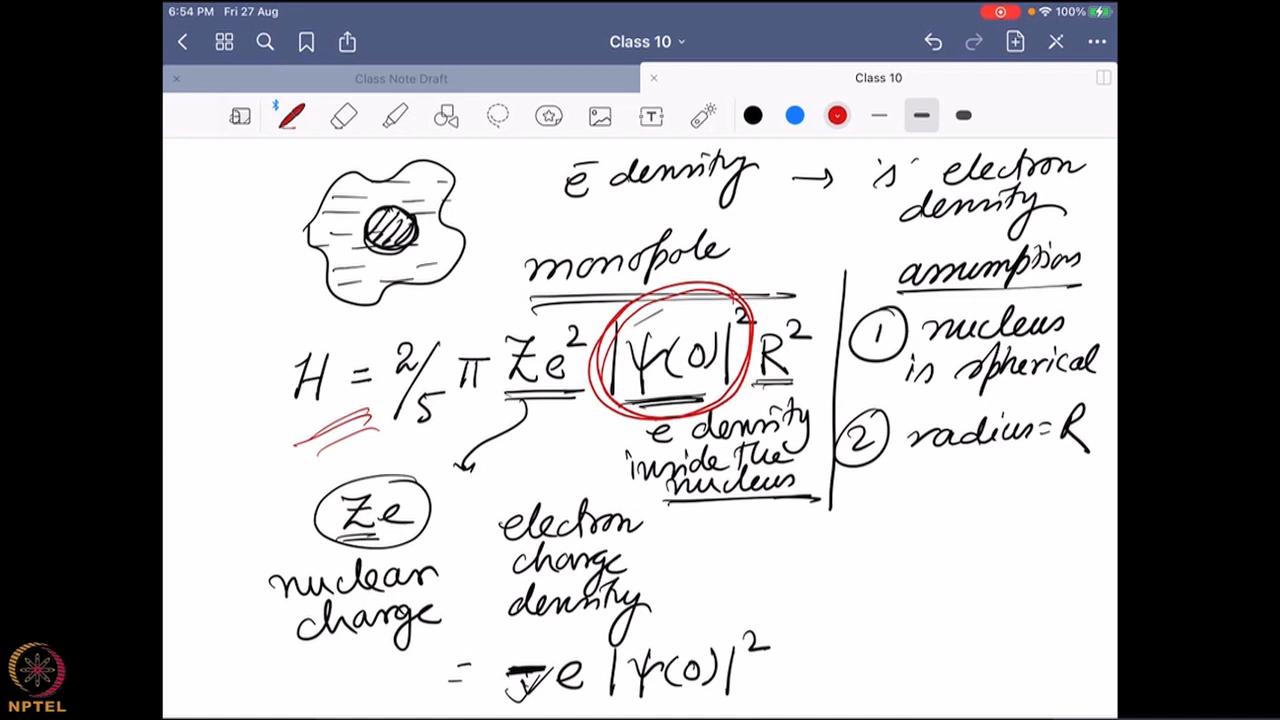 6:54 PM Fri 27 Aug
100%
Class 10
Class Note Draft
Class 10
ē density → is electron density
monopole
assumptions
H = 2/5 π Ze² |ψ(0)|² R²
① nucleus is spherical
e density inside the nucleus
② radius = R
Ze
nuclear charge
electron charge density
= - e |ψ(0)|²
NPTEL